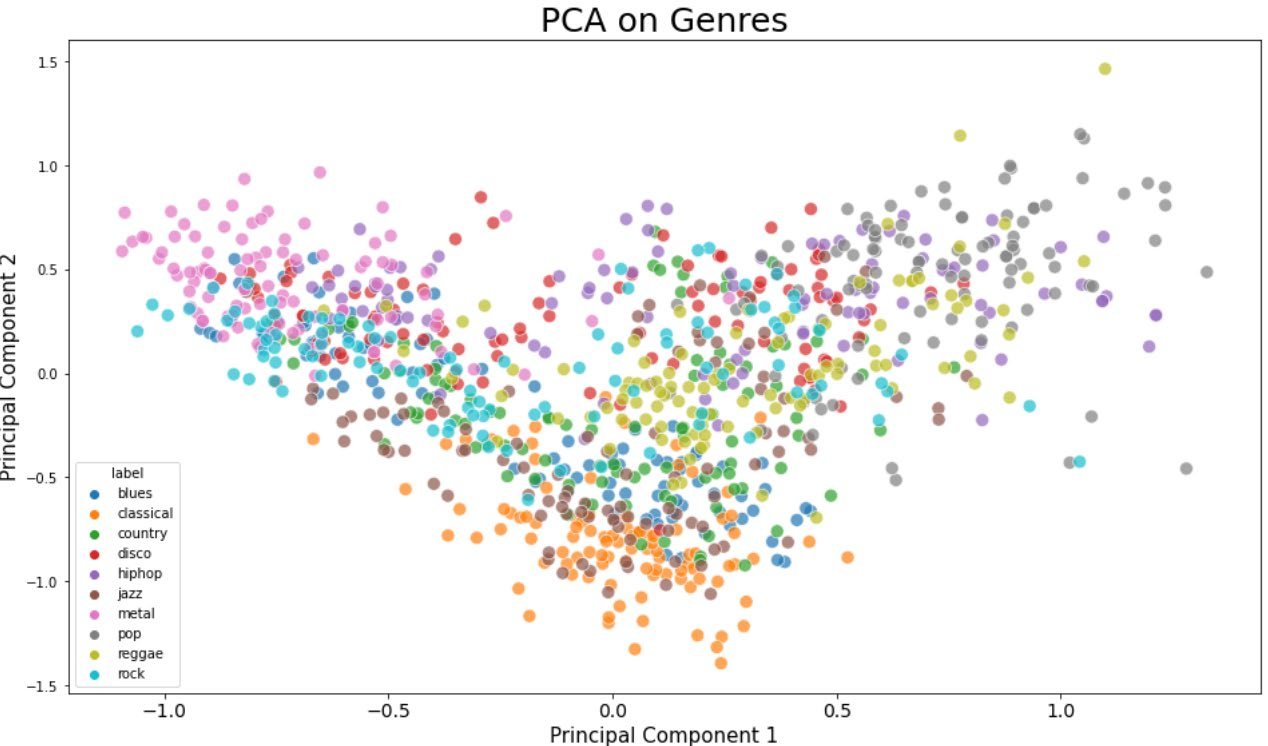 PCA on Genres
1.5
1.0
0.5
0.0
−0.5
−1.0
−1.5
Principal Component 2
label
blues
classical
country
disco
hiphop
jazz
metal
pop
reggae
rock
−1.0 −0.5 0.0 0.5 1.0
Principal Component 1